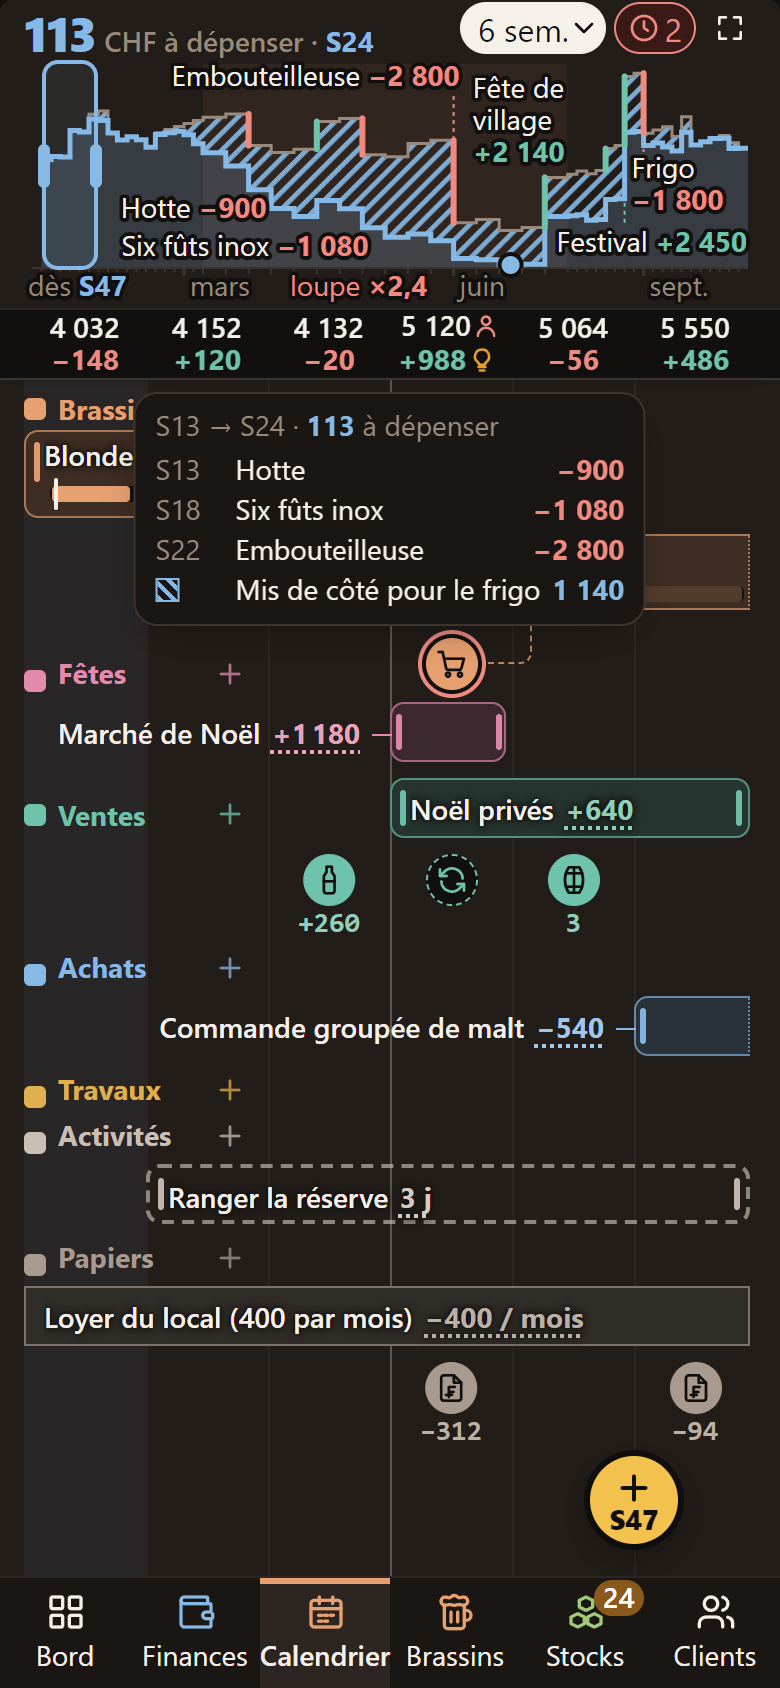 113 CHF à dépenser · S24
6 sem.
2
Embouteilleuse −2 800
Fête de
village
+2 140
Frigo
−1 800
Hotte −900
Six fûts inox −1 080
Festival +2 450
dès S47
mars
loupe ×2,4
juin
sept.
4 032 4 152 4 132 5 120 5 064 5 550
−148 +120 −20 +988 −56 +486
Brassi
S13 → S24 · 113 à dépenser
Blonde
S13 Hotte −900
S18 Six fûts inox −1 080
S22 Embouteilleuse −2 800
Mis de côté pour le frigo 1 140
Fêtes +
Marché de Noël +1 180
Ventes +
Noël privés +640
+260
3
Achats +
Commande groupée de malt −540
Travaux +
Activités +
Ranger la réserve 3 j
Papiers +
Loyer du local (400 par mois) −400 / mois
−312
−94
+
S47
24
Bord Finances Calendrier Brassins Stocks Clients